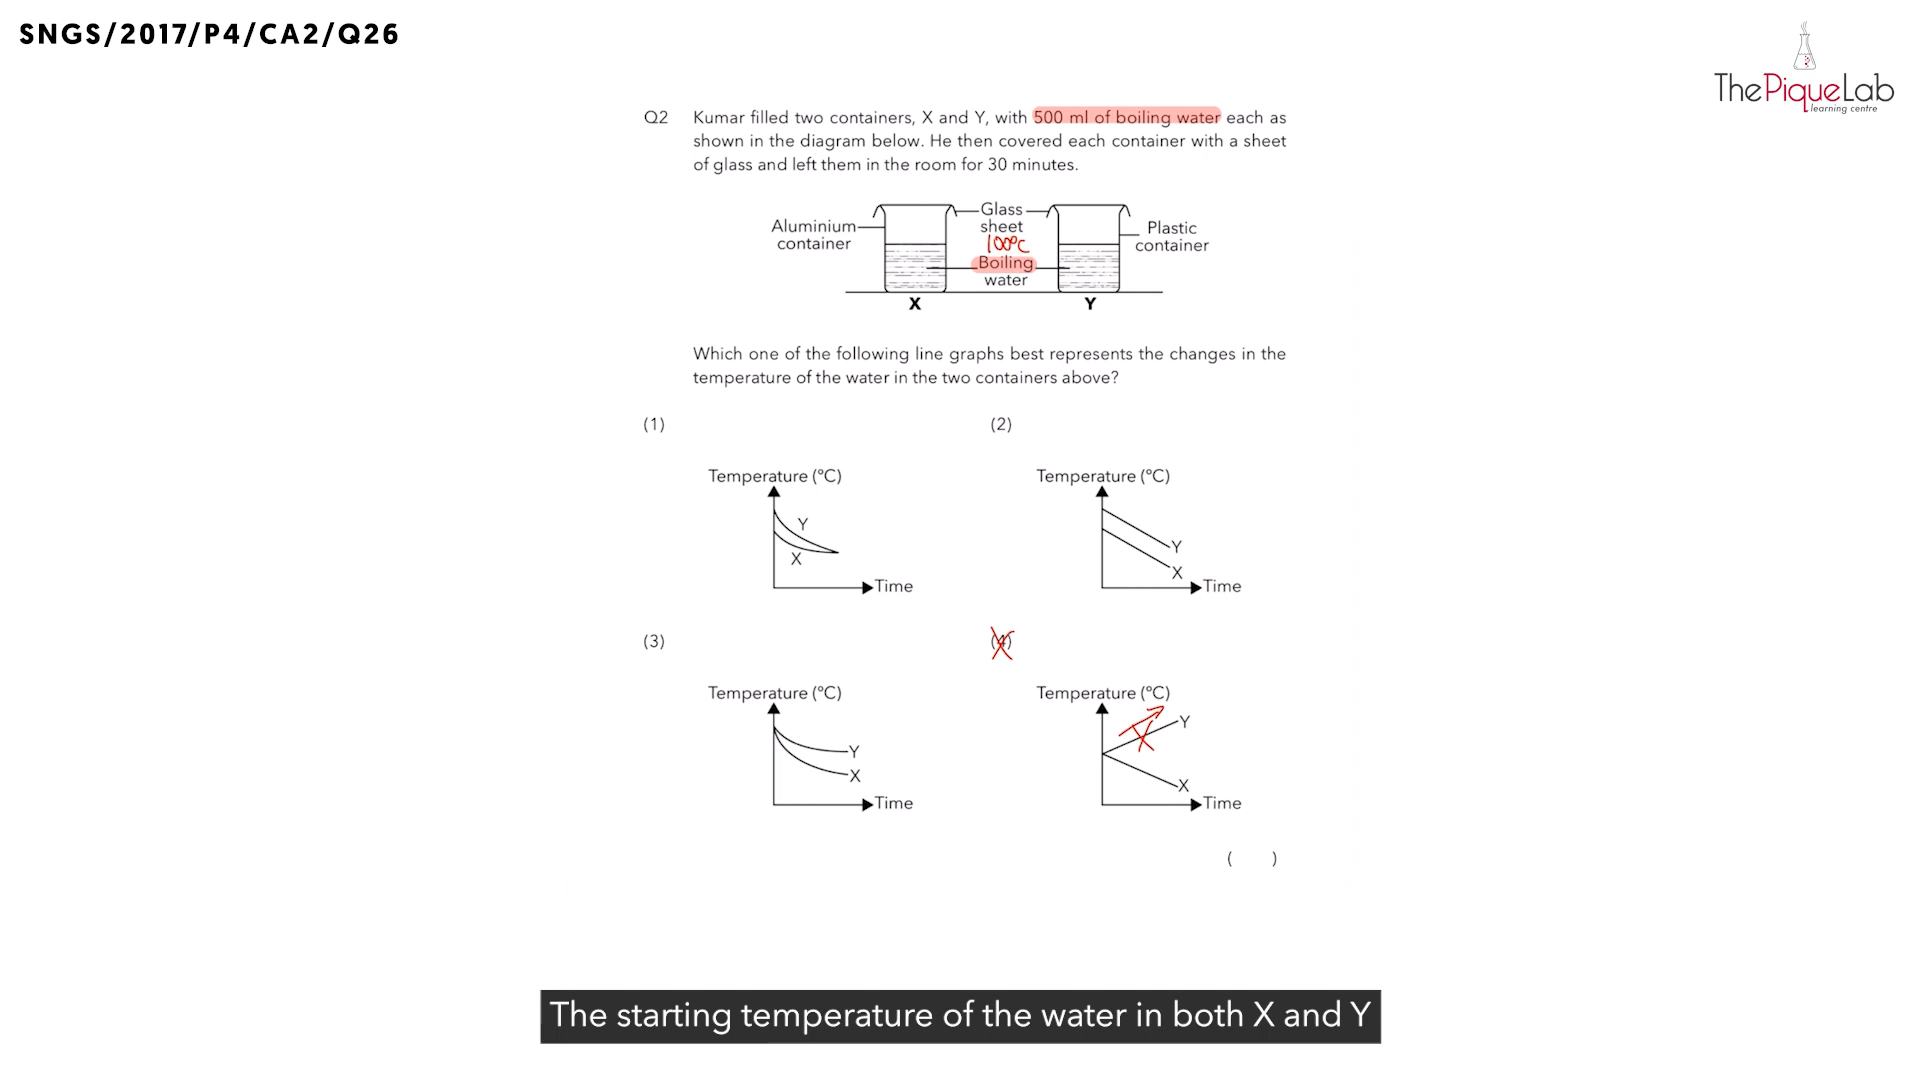 SNGS/2017/P4/CA2/Q26
ThePiqueLab
learning centre
Q2 Kumar filled two containers, X and Y, with 500 ml of boiling water each as
shown in the diagram below. He then covered each container with a sheet
of glass and left them in the room for 30 minutes.
Aluminium
container
Glass
sheet
100°C
Boiling
water
Plastic
container
X
Y
Which one of the following line graphs best represents the changes in the
temperature of the water in the two containers above?
(1)
Temperature (°C)
Y
X
Time
(2)
Temperature (°C)
Y
X
Time
(3)
Temperature (°C)
Y
X
Time
(4)
Temperature (°C)
Y
X
Time
( )
The starting temperature of the water in both X and Y